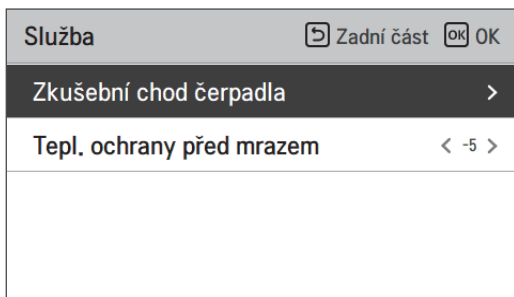 Služba Zadní část OK OK
Zkušební chod čerpadla >
Tepl. ochrany před mrazem < -5 >